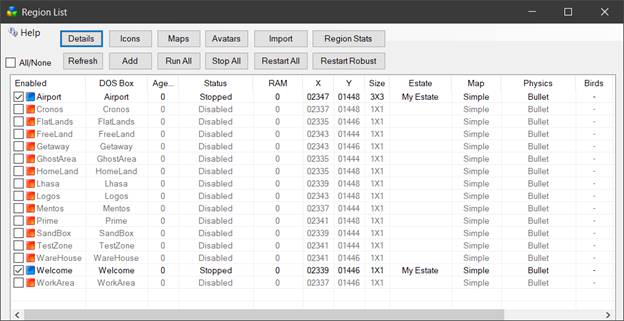 Region List
Help Details Icons Maps Avatars Import Region Stats
All/None Refresh Add Run All Stop All Restart All Restart Robust
Enabled DOS Box Age... Status RAM X Y Size Estate Map Physics Birds
Airport Airport 0 Stopped 0 02347 01448 3X3 My Estate Simple Bullet -
Cronos Cronos 0 Disabled 0 02337 01448 1X1 Simple Bullet -
FlatLands FlatLands 0 Disabled 0 02335 01446 1X1 Simple Bullet -
FreeLand FreeLand 0 Disabled 0 02343 01444 1X1 Simple Bullet -
Getaway Getaway 0 Disabled 0 02341 01446 1X1 Simple Bullet -
GhostArea GhostArea 0 Disabled 0 02335 01444 1X1 Simple Bullet -
HomeLand HomeLand 0 Disabled 0 02335 01448 1X1 Simple Bullet -
Lhasa Lhasa 0 Disabled 0 02339 01448 1X1 Simple Bullet -
Logos Logos 0 Disabled 0 02343 01448 1X1 Simple Bullet -
Mentos Mentos 0 Disabled 0 02337 01444 1X1 Simple Bullet -
Prime Prime 0 Disabled 0 02341 01448 1X1 Simple Bullet -
SandBox SandBox 0 Disabled 0 02339 01444 1X1 Simple Bullet -
TestZone TestZone 0 Disabled 0 02341 01444 1X1 Simple Bullet -
WareHouse WareHouse 0 Disabled 0 02341 01446 1X1 Simple Bullet -
Welcome Welcome 0 Stopped 0 02339 01446 1X1 My Estate Simple Bullet -
WorkArea WorkArea 0 Disabled 0 02337 01446 1X1 Simple Bullet -